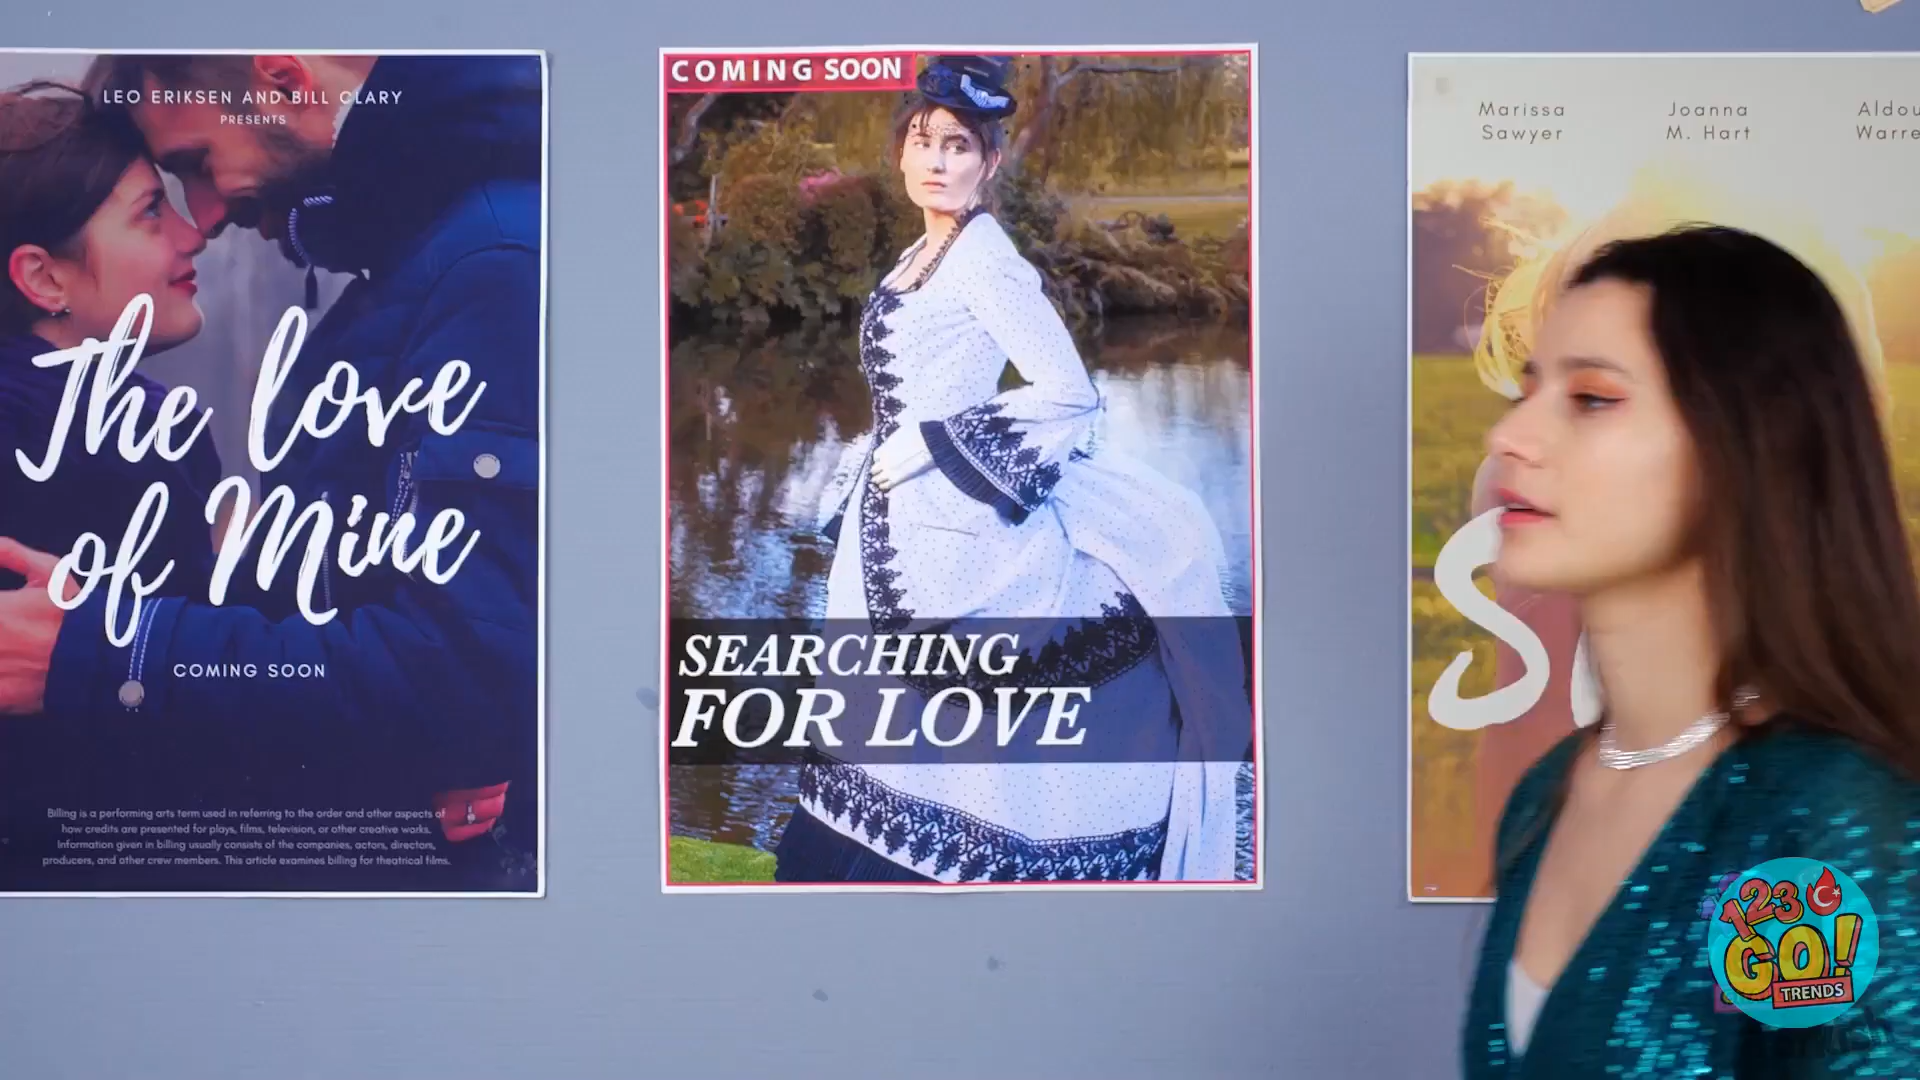 LEO ERIKSEN AND BILL CLARY
PRESENTS
The love
of Mine
COMING SOON
Billing is a performing arts term used in referring to the order and other aspects of
how credits are presented for plays, films, television, or other creative works.
Information given in billing usually consists of the companies, actors, directors,
producers, and other crew members. This article examines billing for theatrical films.
COMING SOON
SEARCHING
FOR LOVE
Marissa
Sawyer
Joanna
M. Hart
Aldou
Warre
S
123
GO!
TRENDS